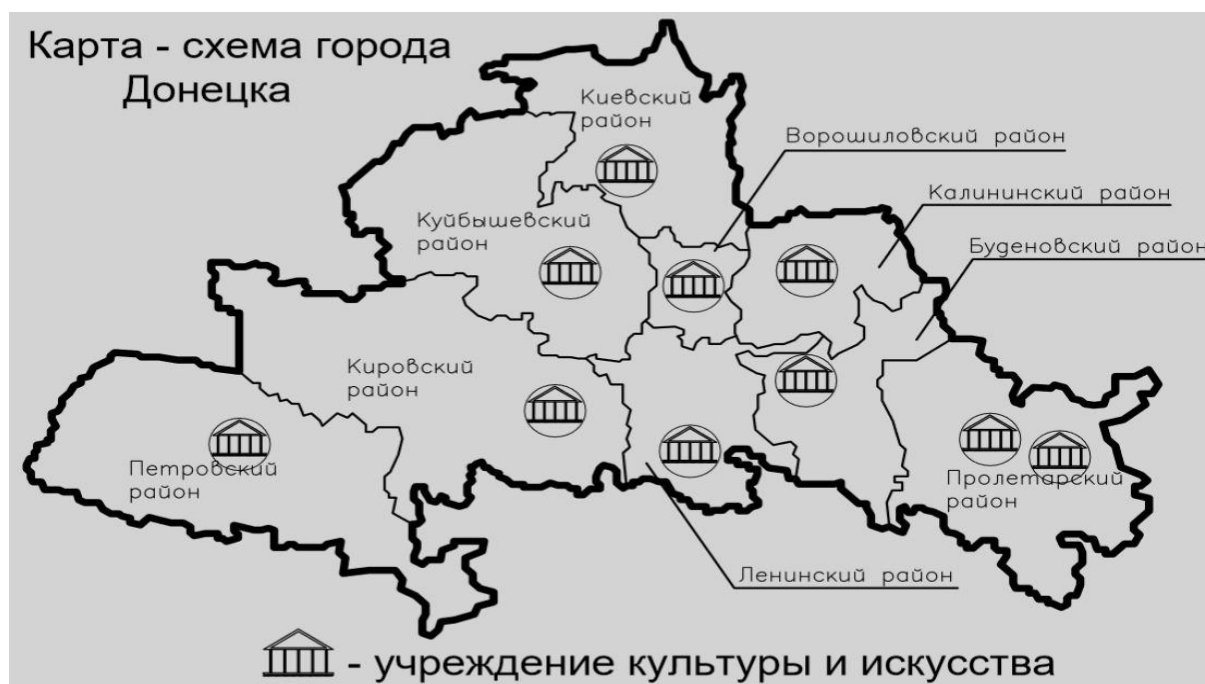 Карта - схема города
Донецка
Киевский
район
Ворошиловский район
Калининский район
Куйбышевский
район
Буденовский район
Кировский
район
Петровский
район
Пролетарский
район
Ленинский район
- учреждение культуры и искусства